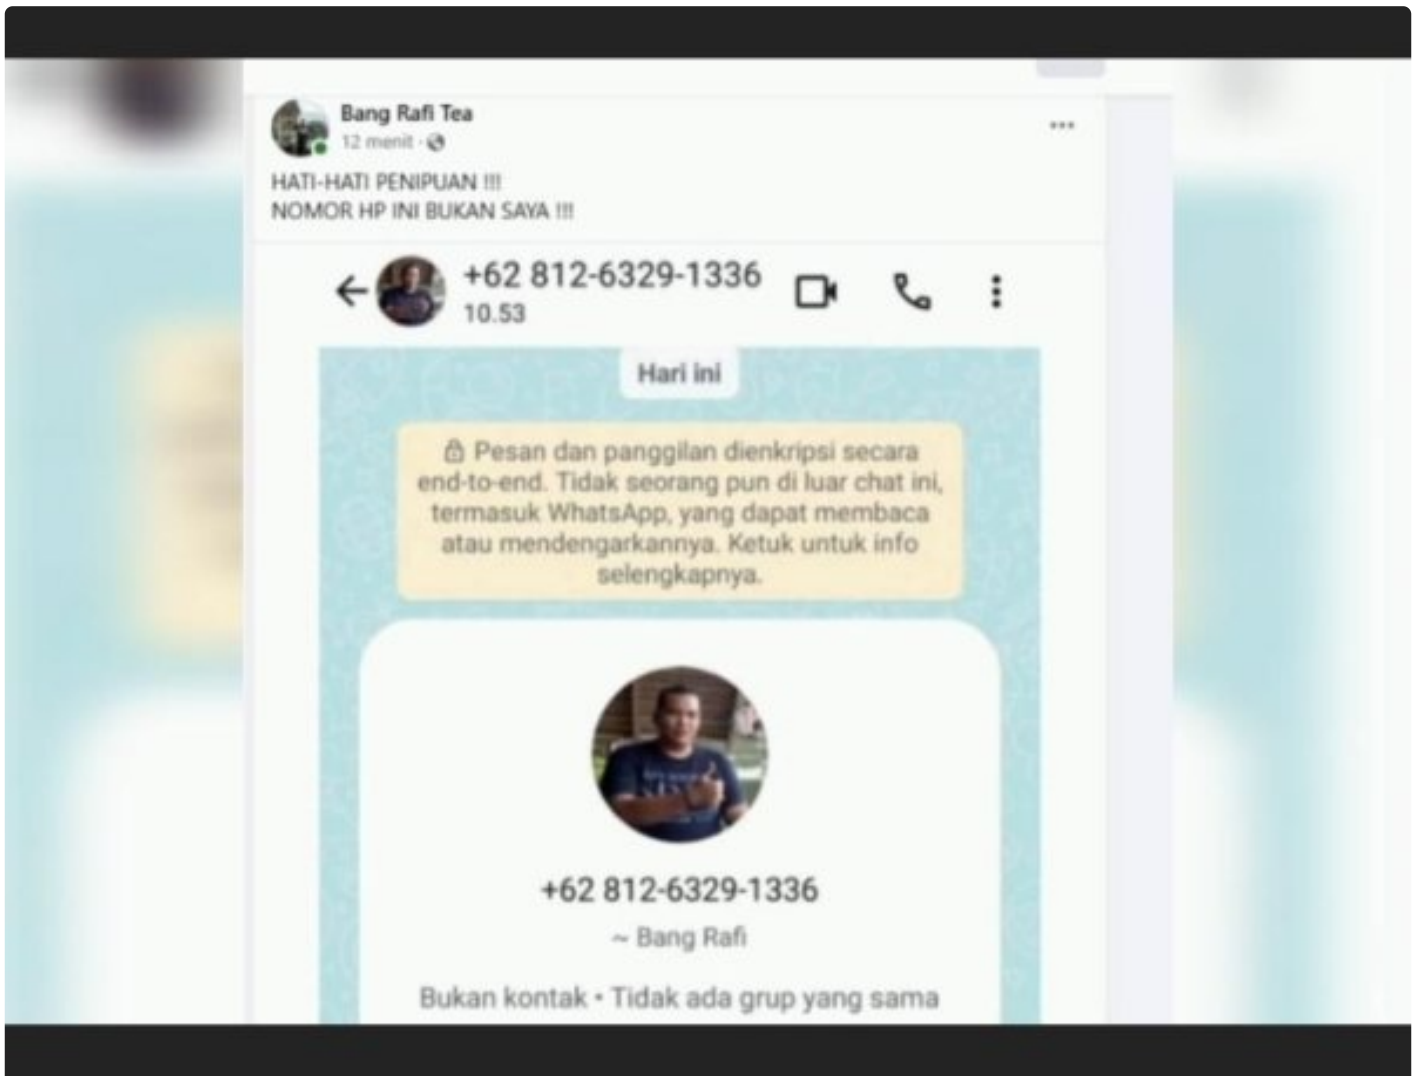 Bang Rafi Tea
12 menit ·
HATI-HATI PENIPUAN !!!
NOMOR HP INI BUKAN SAYA !!!
+62 812-6329-1336
10.53
Hari ini
Pesan dan panggilan dienkripsi secara
end-to-end. Tidak seorang pun di luar chat ini,
termasuk WhatsApp, yang dapat membaca
atau mendengarkannya. Ketuk untuk info
selengkapnya.
+62 812-6329-1336
~ Bang Rafi
Bukan kontak • Tidak ada grup yang sama